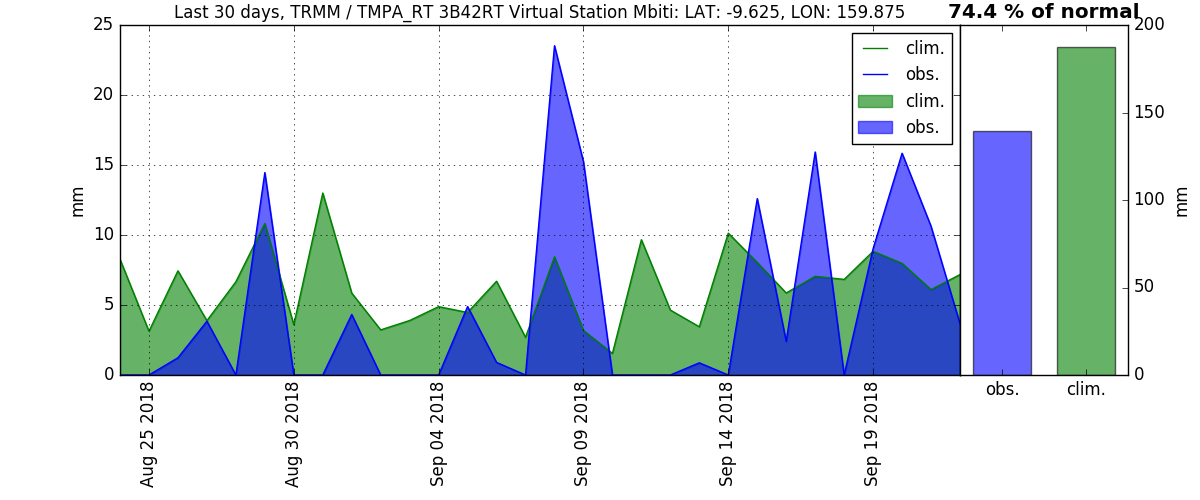 Last 30 days, TRMM / TMPA_RT 3B42RT Virtual Station Mbiti: LAT: -9.625, LON: 159.875
74.4 % of normal
25
20
15
10
5
0
mm
clim.
obs.
clim.
obs.
200
150
100
50
0
mm
obs.
clim.
Aug 25 2018
Aug 30 2018
Sep 04 2018
Sep 09 2018
Sep 14 2018
Sep 19 2018